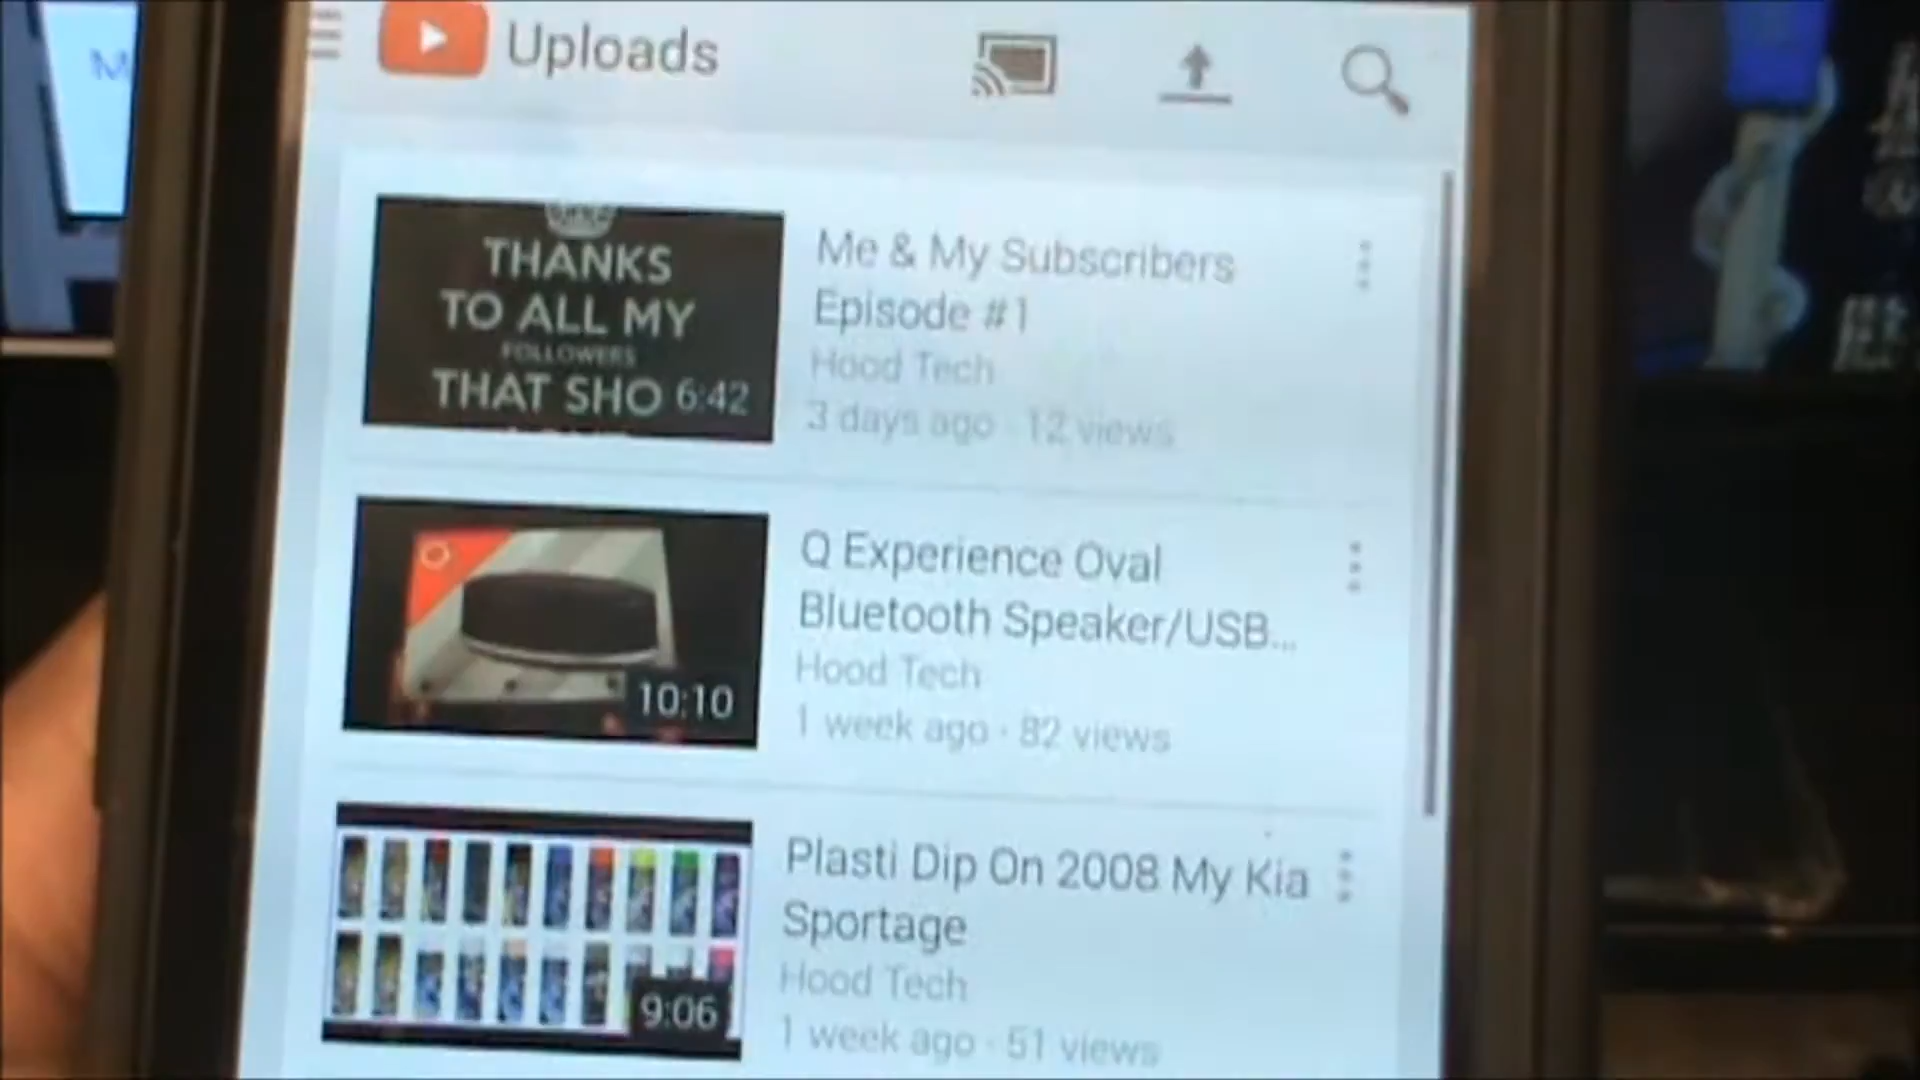 Uploads
THANKS
TO ALL MY
FOLLOWERS
THAT SHO 6:42
Me & My Subscribers
Episode #1
Hood Tech
3 days ago · 12 views
10:10
Q Experience Oval
Bluetooth Speaker/USB...
Hood Tech
1 week ago · 82 views
9:06
Plasti Dip On 2008 My Kia
Sportage
Hood Tech
1 week ago · 51 views